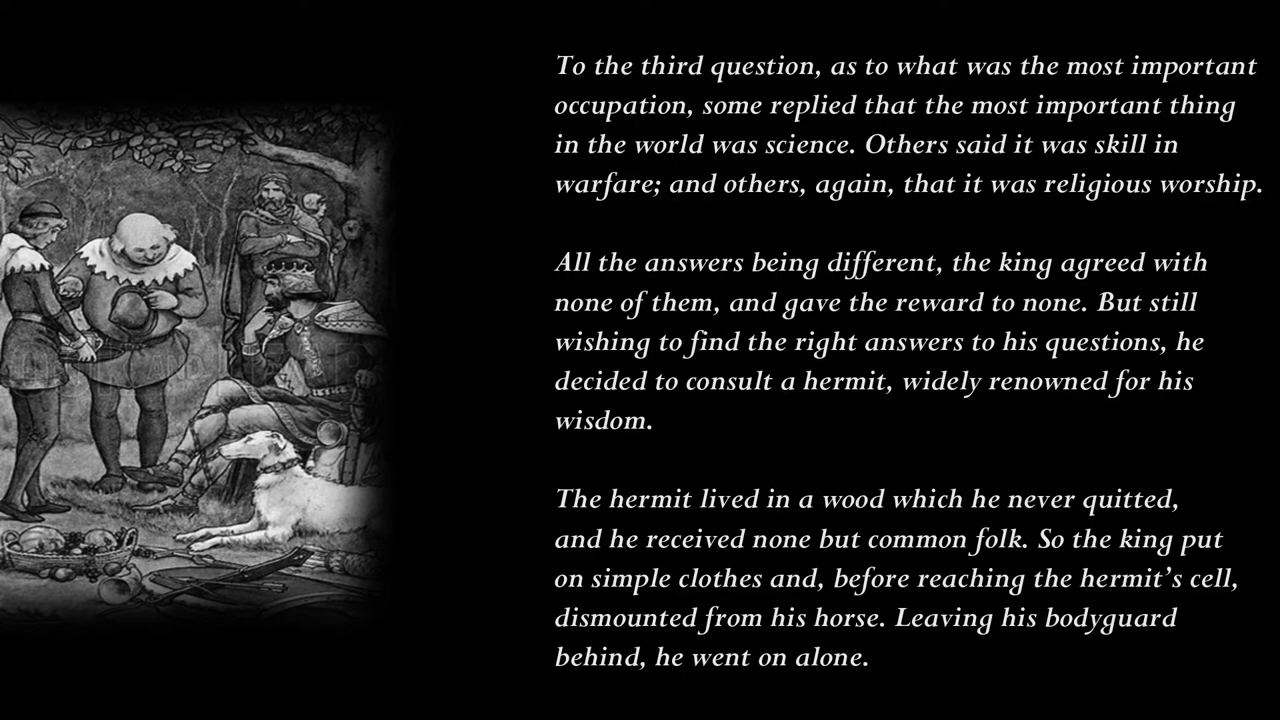 To the third question, as to what was the most important
occupation, some replied that the most important thing
in the world was science. Others said it was skill in
warfare; and others, again, that it was religious worship.
All the answers being different, the king agreed with
none of them, and gave the reward to none. But still
wishing to find the right answers to his questions, he
decided to consult a hermit, widely renowned for his
wisdom.
The hermit lived in a wood which he never quitted,
and he received none but common folk. So the king put
on simple clothes and, before reaching the hermit’s cell,
dismounted from his horse. Leaving his bodyguard
behind, he went on alone.